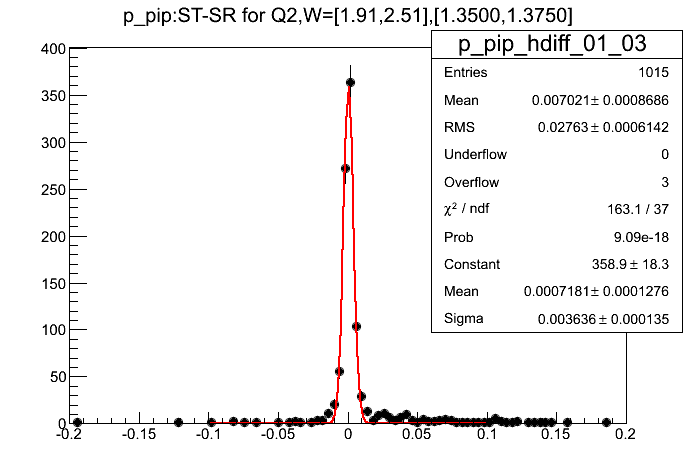 p_pip:ST-SR for Q2,W=[1.91,2.51],[1.3500,1.3750]
p_pip_hdiff_01_03
Entries 1015
Mean 0.007021± 0.0008686
RMS 0.02763± 0.0006142
Underflow 0
Overflow 3
χ² / ndf 163.1 / 37
Prob 9.09e-18
Constant 358.9 ± 18.3
Mean 0.0007181± 0.0001276
Sigma 0.003636 ± 0.000135
400
350
300
250
200
150
100
50
0
-0.2 -0.15 -0.1 -0.05 0 0.05 0.1 0.15 0.2